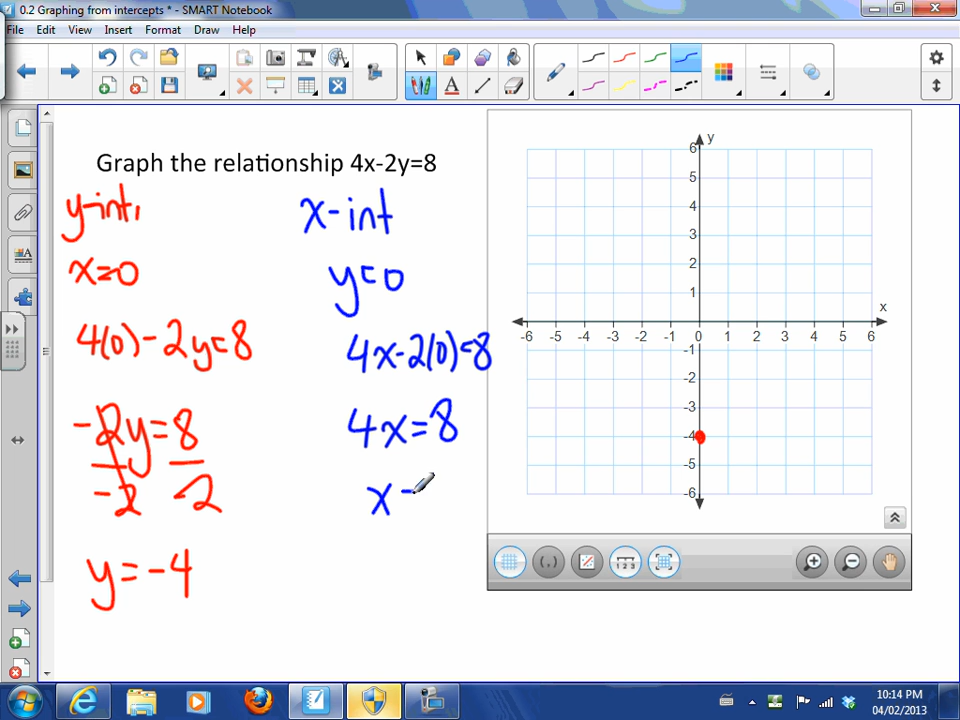 0.2 Graphing from intercepts * - SMART Notebook
File Edit View Insert Format Draw Help
Graph the relationship 4x-2y=8
y-int.
x=0
4(0)-2y=8
-2y=8
-2 -2
y=-4
x-int
y=0
4x-2(0)=8
4x=8
x-
y
6
5
4
3
2
1
x
-6 -5 -4 -3 -2 -1 0 1 2 3 4 5 6
-1
-2
-3
-4
-5
-6
(,)
1 2 3
10:14 PM
04/02/2013